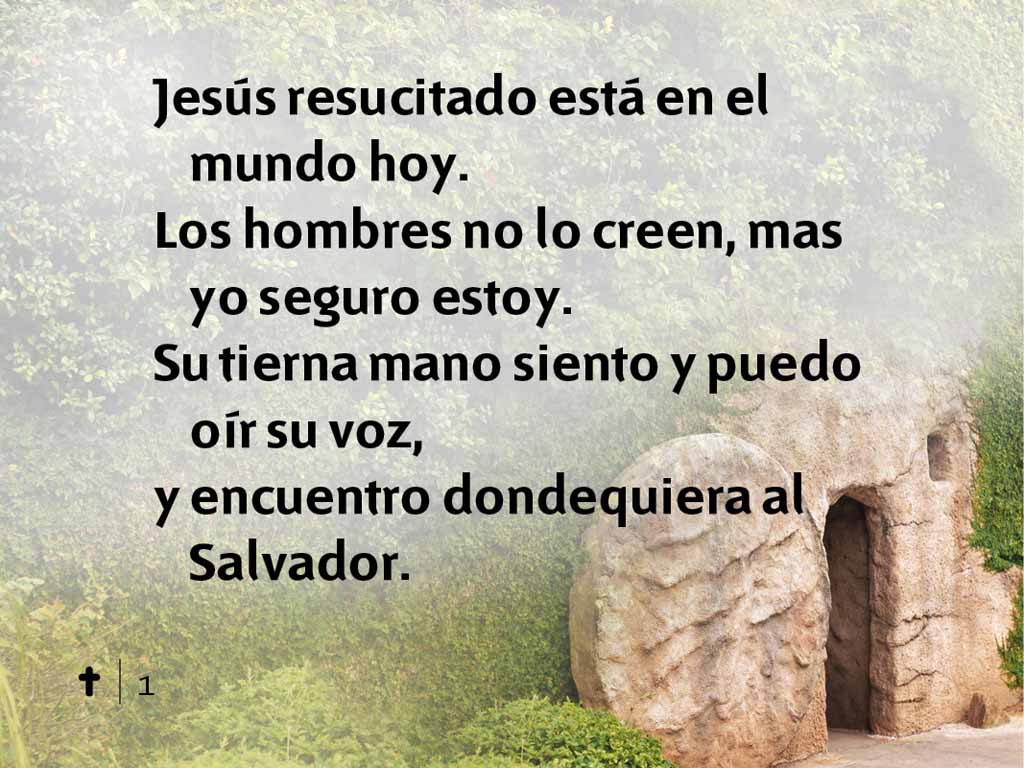 Jesús resucitado está en el
mundo hoy.
Los hombres no lo creen, mas
yo seguro estoy.
Su tierna mano siento y puedo
oír su voz,
y encuentro dondequiera al
Salvador.
1